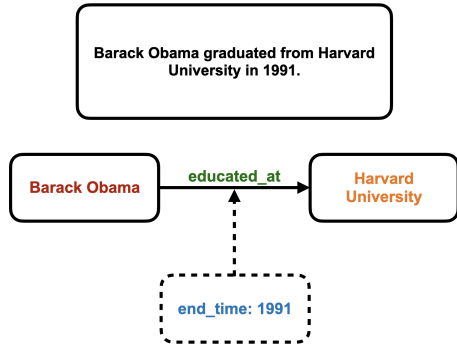 Barack Obama graduated from Harvard
University in 1991.
educated_at
Barack Obama
Harvard
University
end_time: 1991